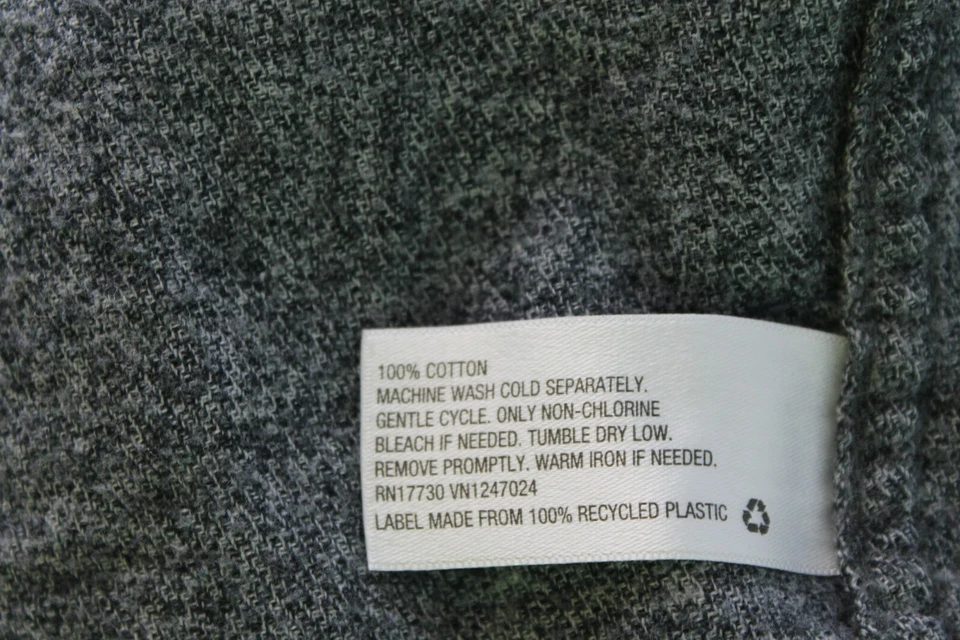 100% COTTON
MACHINE WASH COLD SEPARATELY.
GENTLE CYCLE. ONLY NON-CHLORINE
BLEACH IF NEEDED. TUMBLE DRY LOW.
REMOVE PROMPTLY. WARM IRON IF NEEDED.
RN17730 VN1247024
LABEL MADE FROM 100% RECYCLED PLASTIC